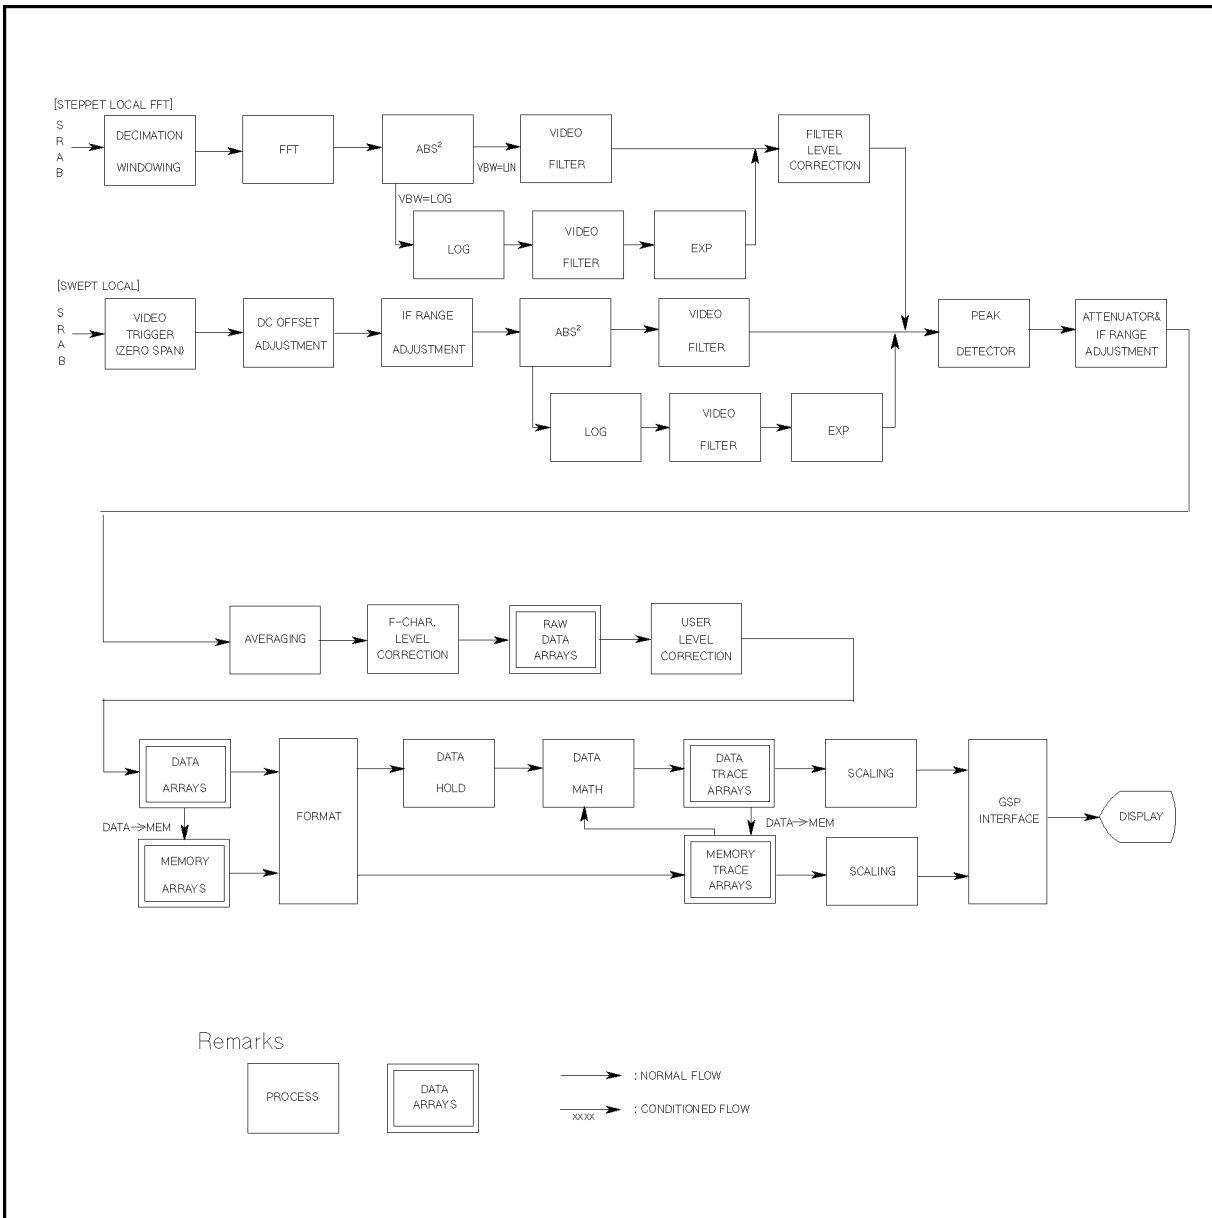 [STEPPET LOCAL FFT]
S
R
A
B
DECIMATION
WINDOWING
FFT
ABS²
VBW=LIN
VIDEO
FILTER
FILTER
LEVEL
CORRECTION
VBW=LOG
LOG
VIDEO
FILTER
EXP
[SWEPT LOCAL]
S
R
A
B
VIDEO
TRIGGER
(ZERO SPAN)
DC OFFSET
ADJUSTMENT
IF RANGE
ADJUSTMENT
ABS²
VIDEO
FILTER
PEAK
DETECTOR
ATTENUATOR&
IF RANGE
ADJUSTMENT
LOG
VIDEO
FILTER
EXP
AVERAGING
F-CHAR.
LEVEL
CORRECTION
RAW
DATA
ARRAYS
USER
LEVEL
CORRECTION
DATA
ARRAYS
DATA→MEM
MEMORY
ARRAYS
FORMAT
DATA
HOLD
DATA
MATH
DATA
TRACE
ARRAYS
DATA→MEM
MEMORY
TRACE
ARRAYS
SCALING
SCALING
GSP
INTERFACE
DISPLAY
Remarks
PROCESS
DATA
ARRAYS
: NORMAL FLOW
XXXX
: CONDITIONED FLOW